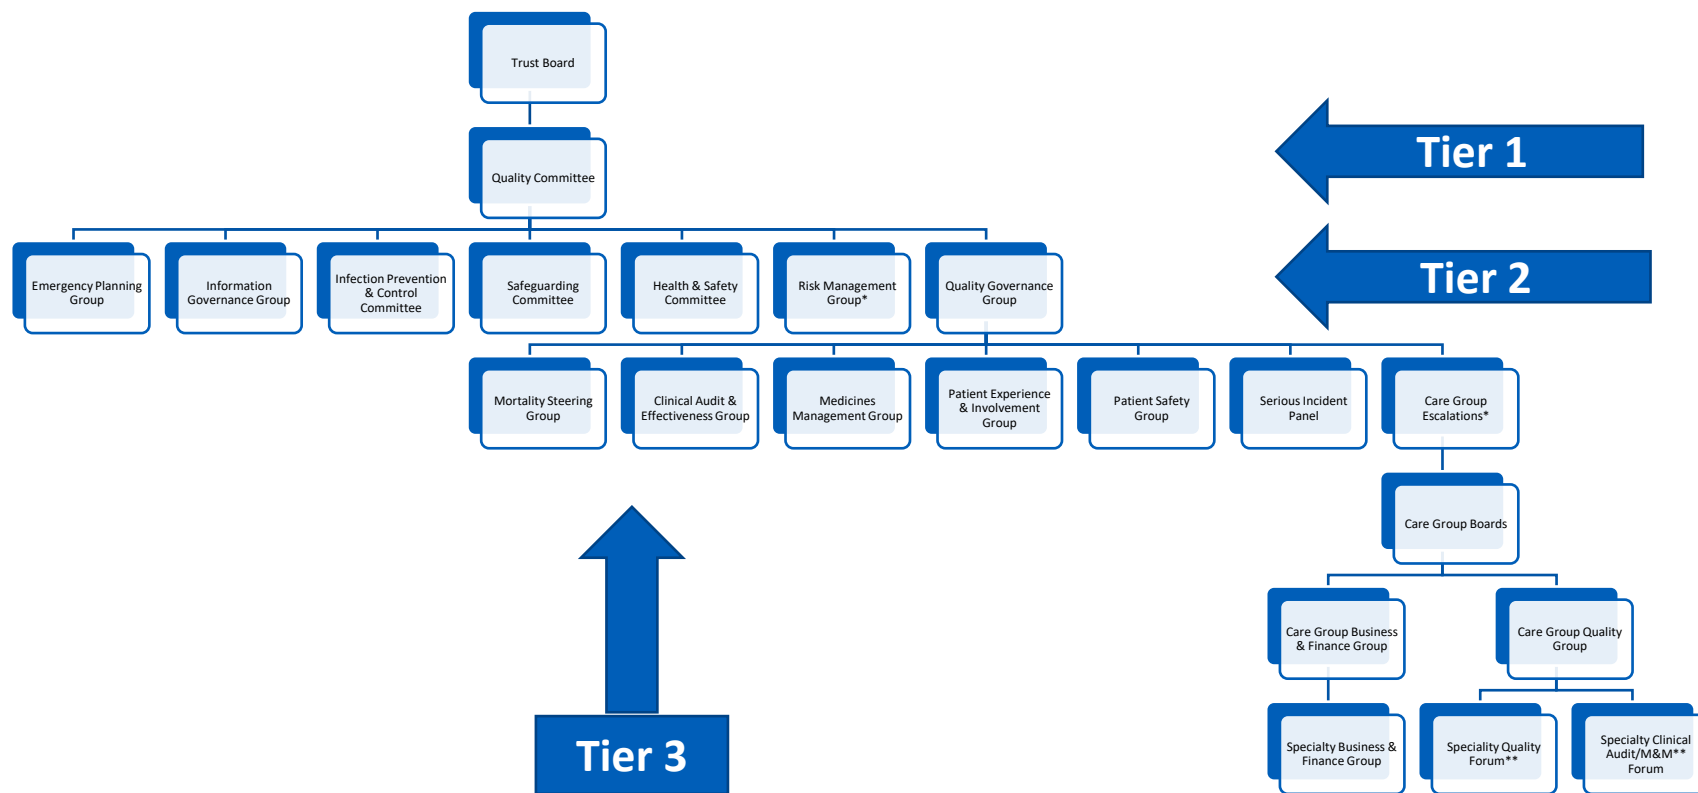 Trust Board
Tier 1
Quality Committee
Tier 2
Emergency Planning
Group
Information
Governance Group
Infection Prevention
& Control
Committee
Safeguarding
Committee
Health & Safety
Committee
Risk Management
Group*
Quality Governance
Group
Mortality Steering
Group
Clinical Audit &
Effectiveness Group
Medicines
Management Group
Patient Experience
& Involvement
Group
Patient Safety
Group
Serious Incident
Panel
Care Group
Escalations*
Care Group Boards
Care Group Business
& Finance Group
Care Group Quality
Group
Tier 3
Specialty Business &
Finance Group
Speciality Quality
Forum**
Specialty Clinical
Audit/M&M**
Forum